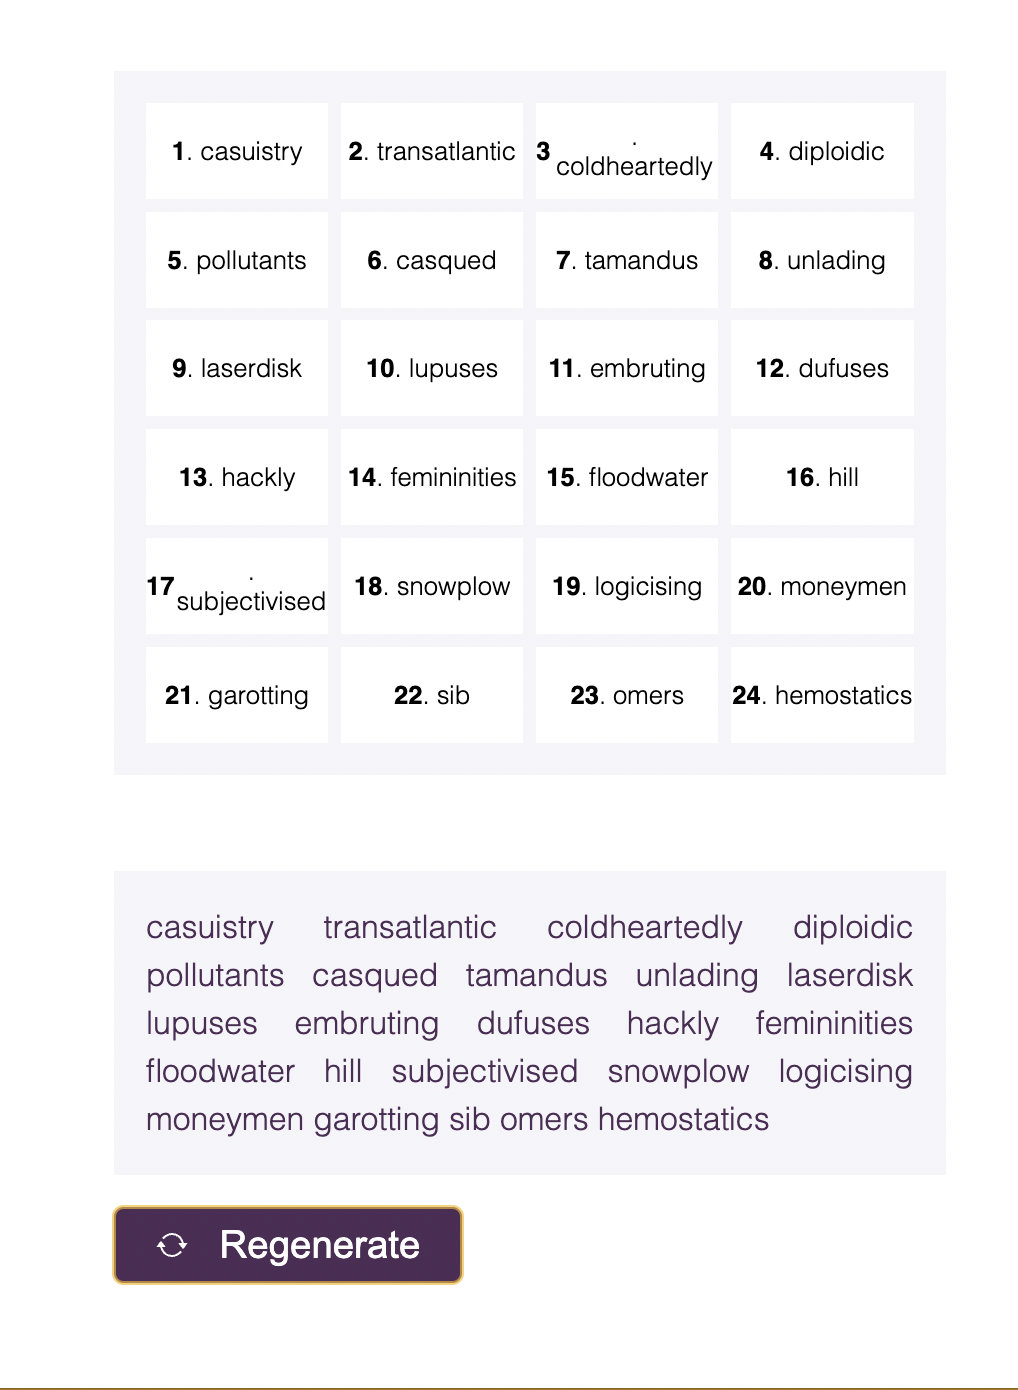 1. casuistry 2. transatlantic 3. coldheartedly 4. diploidic
5. pollutants 6. casqued 7. tamandus 8. unlading
9. laserdisk 10. lupuses 11. embruting 12. dufuses
13. hackly 14. femininities 15. floodwater 16. hill
17. subjectivised 18. snowplow 19. logicising 20. moneymen
21. garotting 22. sib 23. omers 24. hemostatics
casuistry transatlantic coldheartedly diploidic
pollutants casqued tamandus unlading laserdisk
lupuses embruting dufuses hackly femininities
floodwater hill subjectivised snowplow logicising
moneymen garotting sib omers hemostatics
Regenerate